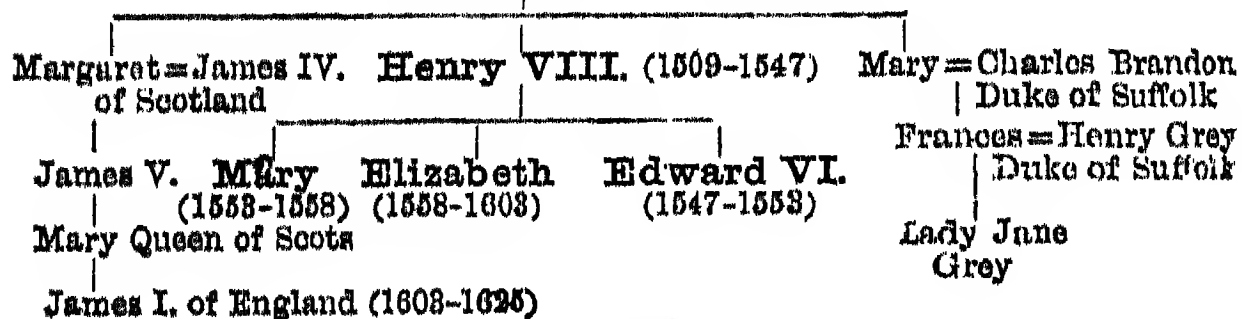 Margaret=James IV. Henry VIII. (1509-1547) Mary=Charles Brandon
of Scotland Duke of Suffolk
Frances=Henry Grey
James V. Mary Elizabeth Edward VI. Duke of Suffolk
(1553-1558) (1558-1603) (1547-1553)
Mary Queen of Scots Lady Jane
Grey
James I. of England (1603-1625)